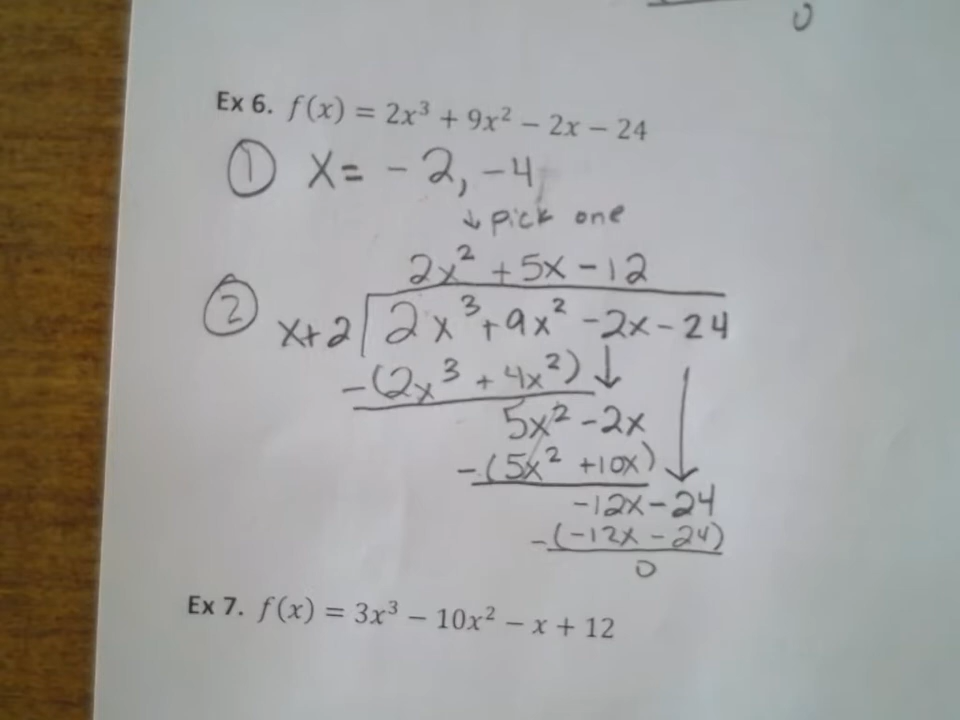 0
Ex 6. f(x) = 2x³ + 9x² − 2x − 24
① x = -2, -4
↓ pick one
2x² + 5x - 12
② x+2 | 2x³ + 9x² - 2x - 24
-(2x³ + 4x²) ↓
5x² - 2x
-(5x² + 10x)
-12x - 24
-(-12x - 24)
0
Ex 7. f(x) = 3x³ − 10x² − x + 12